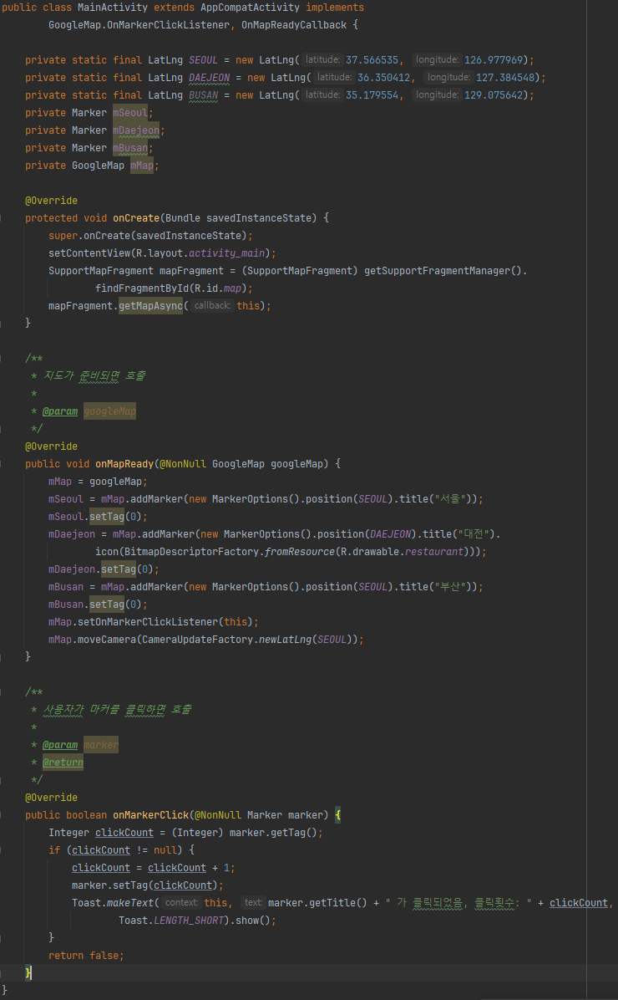 public class MainActivity extends AppCompatActivity implements
        GoogleMap.OnMarkerClickListener, OnMapReadyCallback {
    private static final LatLng SEOUL = new LatLng( latitude: 37.566535, longitude: 126.977969);
    private static final LatLng DAEJEON = new LatLng( latitude: 36.350412, longitude: 127.384548);
    private static final LatLng BUSAN = new LatLng( latitude: 35.179554, longitude: 129.075642);
    private Marker mSeoul;
    private Marker mDaejeon;
    private Marker mBusan;
    private GoogleMap mMap;
    @Override
    protected void onCreate(Bundle savedInstanceState) {
        super.onCreate(savedInstanceState);
        setContentView(R.layout.activity_main);
        SupportMapFragment mapFragment = (SupportMapFragment) getSupportFragmentManager().
                findFragmentById(R.id.map);
        mapFragment.getMapAsync( callback: this);
    }
    /**
     * 지도가 준비되면 호출
     *
     * @param googleMap
     */
    @Override
    public void onMapReady(@NonNull GoogleMap googleMap) {
        mMap = googleMap;
        mSeoul = mMap.addMarker(new MarkerOptions().position(SEOUL).title("서울"));
        mSeoul.setTag(0);
        mDaejeon = mMap.addMarker(new MarkerOptions().position(DAEJEON).title("대전").
                icon(BitmapDescriptorFactory.fromResource(R.drawable.restaurant)));
        mDaejeon.setTag(0);
        mBusan = mMap.addMarker(new MarkerOptions().position(SEOUL).title("부산"));
        mBusan.setTag(0);
        mMap.setOnMarkerClickListener(this);
        mMap.moveCamera(CameraUpdateFactory.newLatLng(SEOUL));
    }
    /**
     * 사용자가 마커를 클릭하면 호출
     *
     * @param marker
     * @return
     */
    @Override
    public boolean onMarkerClick(@NonNull Marker marker) {
        Integer clickCount = (Integer) marker.getTag();
        if (clickCount != null) {
            clickCount = clickCount + 1;
            marker.setTag(clickCount);
            Toast.makeText( context: this, text: marker.getTitle() + " 가 클릭되었음, 클릭횟수: " + clickCount,
                    Toast.LENGTH_SHORT).show();
        }
        return false;
    }
}